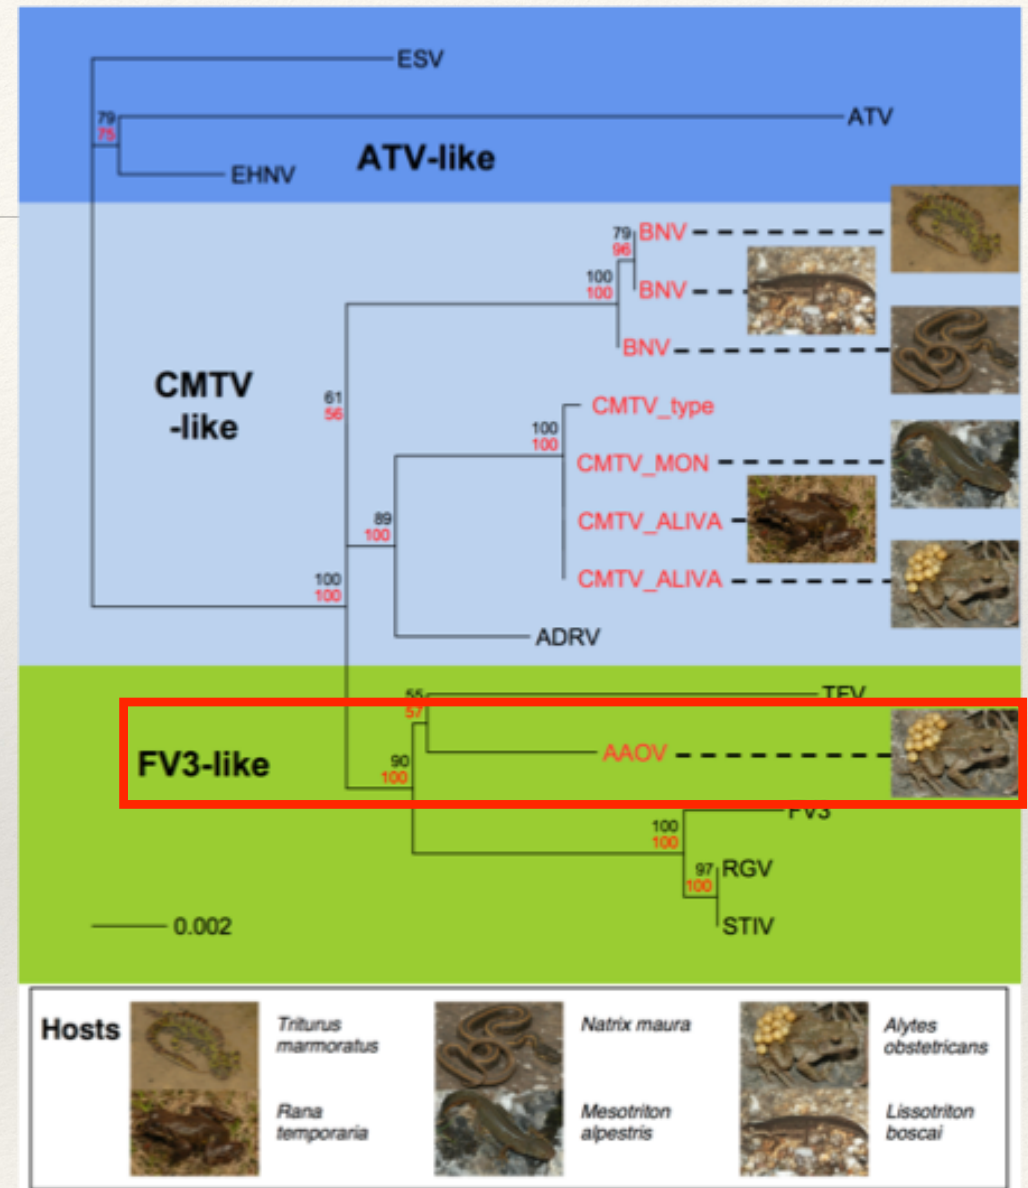 ESV
79
75
ATV
ATV-like
EHNV
79
96
BNV
100
100
BNV
BNV
CMTV
-like
61
56
CMTV_type
100
100
CMTV_MON
CMTV_ALIVA
89
100
CMTV_ALIVA
100
100
ADRV
55
57
TFV
FV3-like
AAOV
90
100
FV3
100
100
97
100
RGV
STIV
0.002
Hosts
Triturus
marmoratus
Natrix maura
Alytes
obstetricans
Rana
temporaria
Mesotriton
alpestris
Lissotriton
boscai